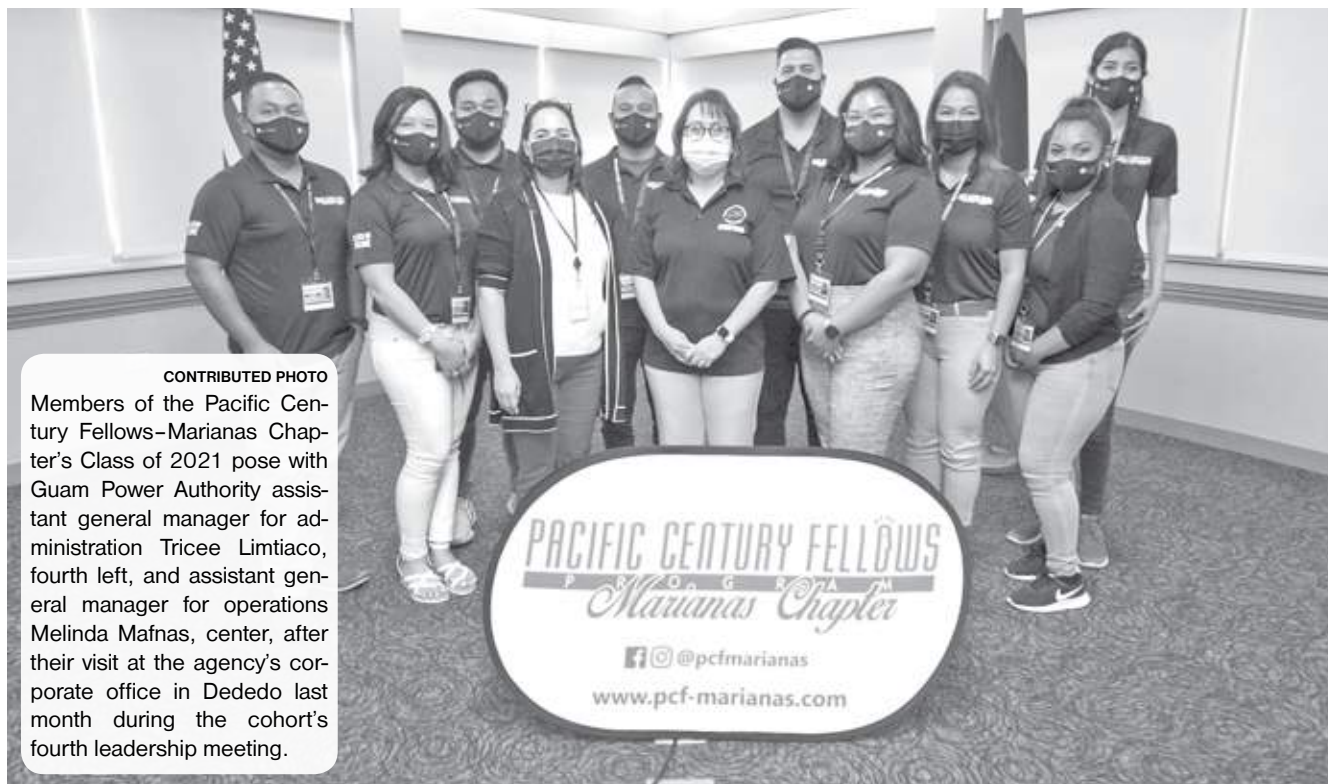 CONTRIBUTED PHOTO
Members of the Pacific Cen-
tury Fellows–Marianas Chap-
ter's Class of 2021 pose with
Guam Power Authority assis-
tant general manager for ad-
ministration Tricee Limtiaco,
fourth left, and assistant gen-
eral manager for operations
Melinda Mafnas, center, after
their visit at the agency's cor-
porate office in Dededo last
month during the cohort's
fourth leadership meeting.
PACIFIC CENTURY FELLOWS
PROGRAM
Marianas Chapter
@pcfmarianas
www.pcf-marianas.com